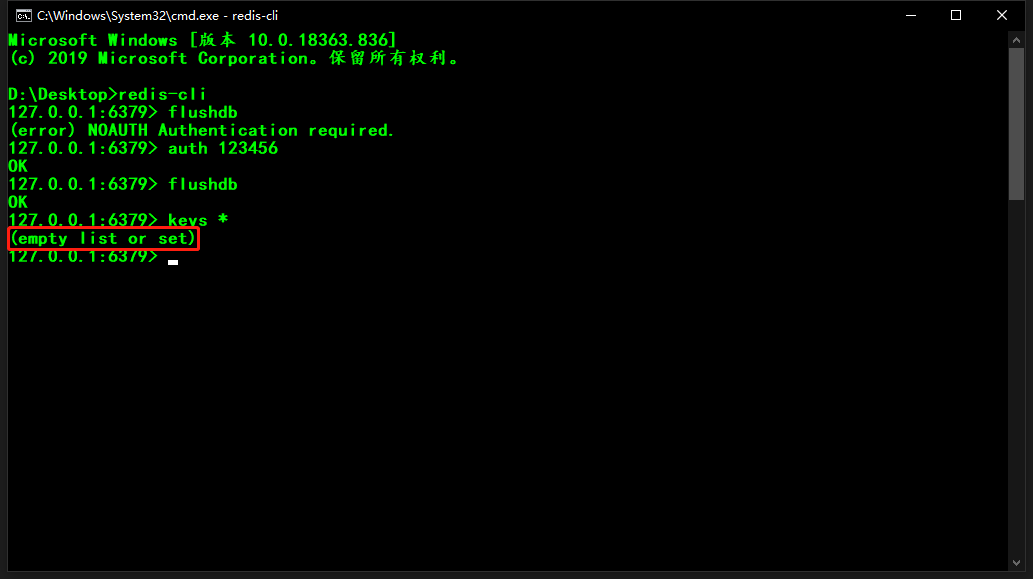 C:\Windows\System32\cmd.exe - redis-cli
Microsoft Windows [版本 10.0.18363.836]
(c) 2019 Microsoft Corporation。保留所有权利。
D:\Desktop>redis-cli
127.0.0.1:6379> flushdb
(error) NOAUTH Authentication required.
127.0.0.1:6379> auth 123456
OK
127.0.0.1:6379> flushdb
OK
127.0.0.1:6379> keys *
(empty list or set)
127.0.0.1:6379>